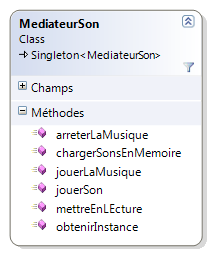 MediateurSon
Class
Singleton<MediateurSon>
Champs
Méthodes
arreterLaMusique
chargerSonsEnMemoire
jouerLaMusique
jouerSon
mettreEnLEcture
obtenirInstance